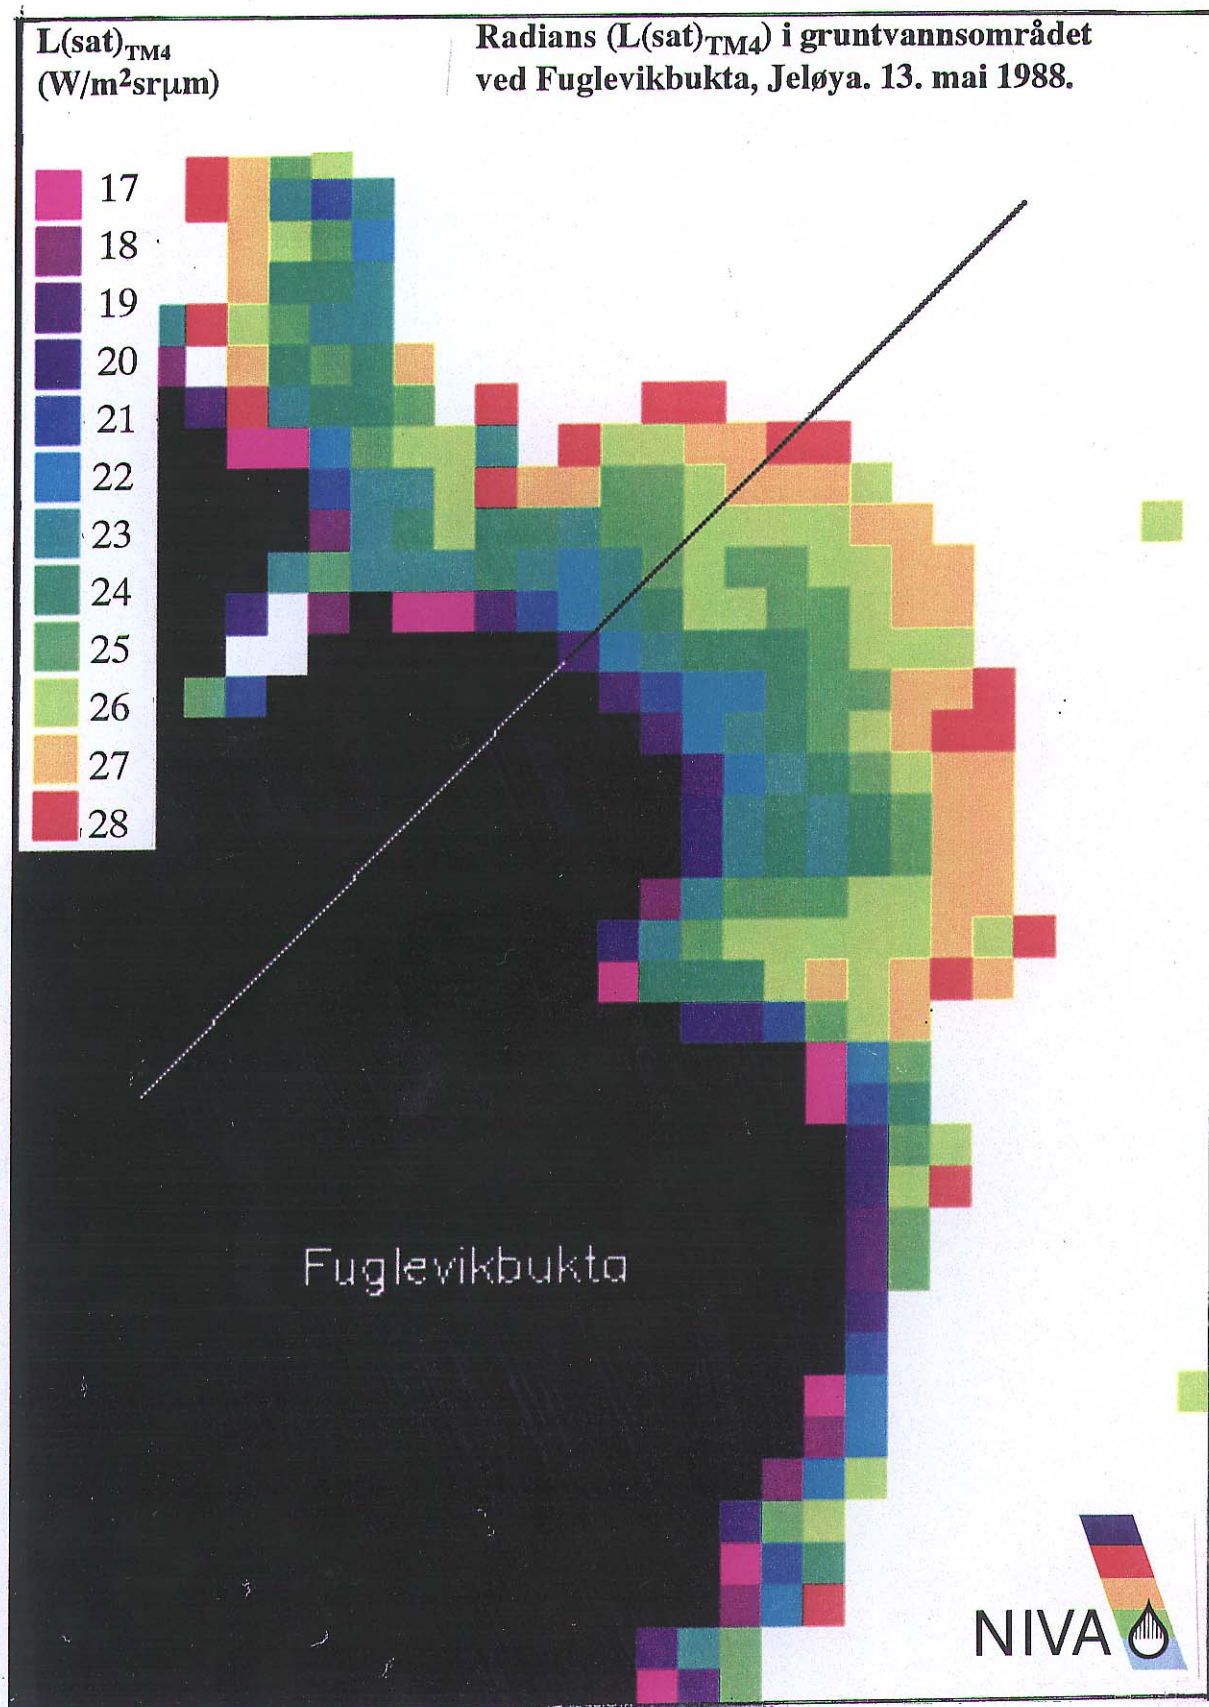 L(sat)TM4
(W/m²srµm)
Radians (L(sat)TM4) i gruntvannsområdet
ved Fuglevikbukta, Jeløya. 13. mai 1988.
17
18
19
20
21
22
23
24
25
26
27
28
Fuglevikbukta
NIVA